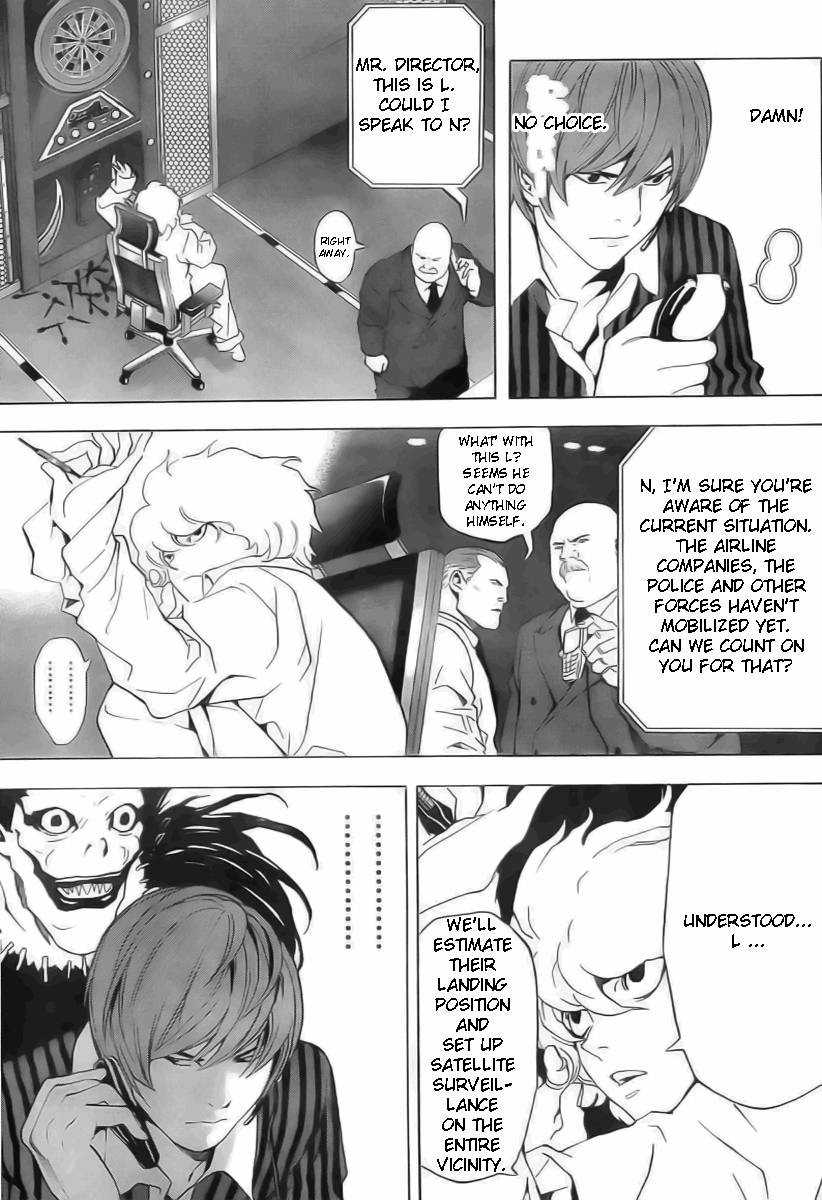 DAMN!
NO CHOICE.
MR. DIRECTOR,
THIS IS L.
COULD I
SPEAK TO N?
RIGHT
AWAY.
N, I'M SURE YOU'RE
AWARE OF THE
CURRENT SITUATION.
THE AIRLINE
COMPANIES, THE
POLICE AND OTHER
FORCES HAVEN'T
MOBILIZED YET.
CAN WE COUNT ON
YOU FOR THAT?
WHAT WITH
THIS L?
SEEMS HE
CAN'T DO
ANYTHING
HIMSELF.
UNDERSTOOD...
L ...
WE'LL
ESTIMATE
THEIR
LANDING
POSITION
AND
SET UP
SATELLITE
SURVEIL-
LANCE
ON THE
ENTIRE
VICINITY.